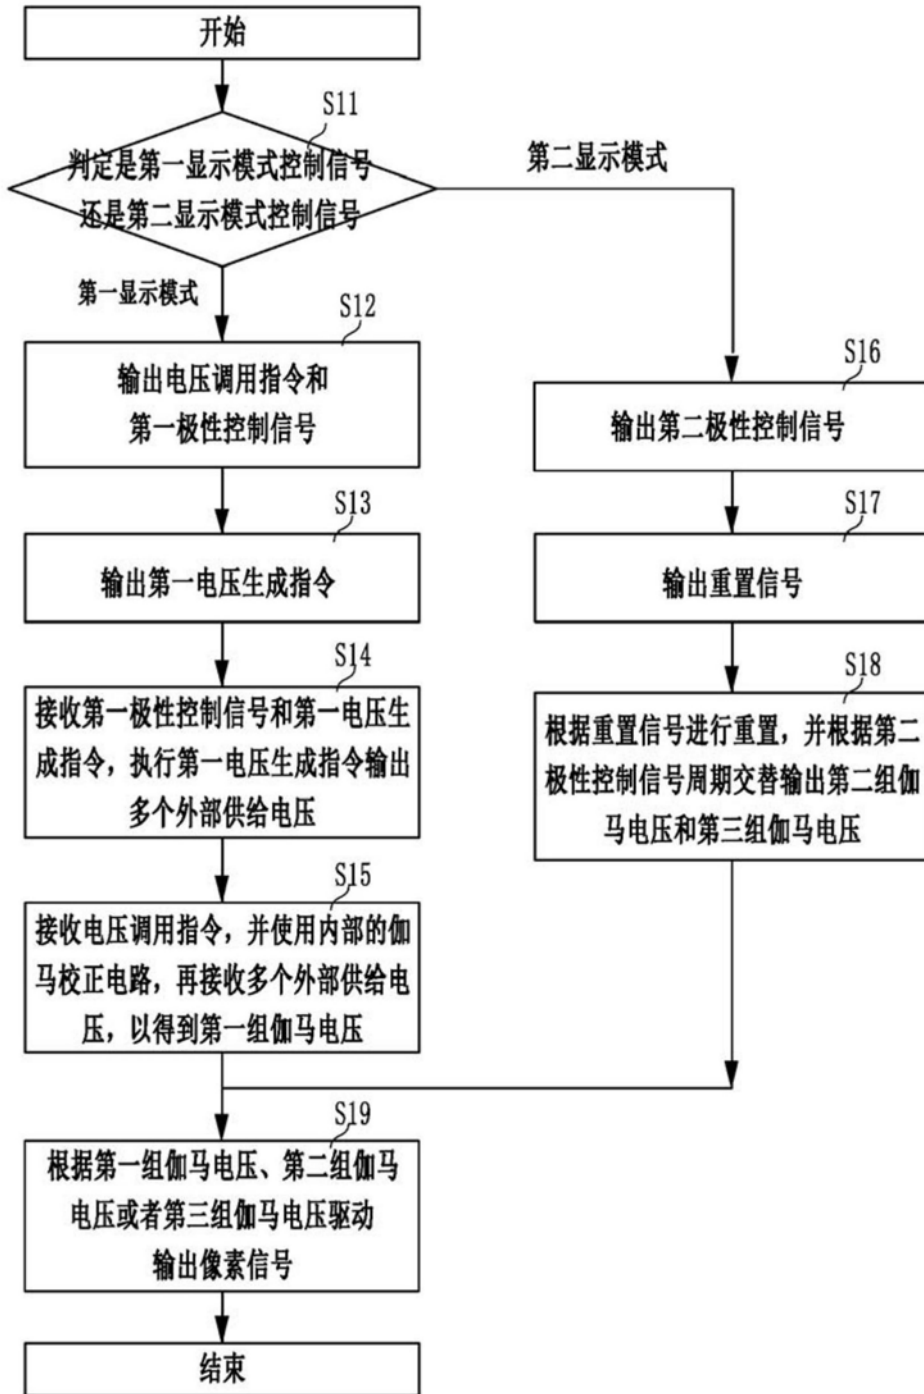 开始
S11
判定是第一显示模式控制信号
还是第二显示模式控制信号
第二显示模式
第一显示模式
S12
输出电压调用指令和
第一极性控制信号
S13
输出第一电压生成指令
S14
接收第一极性控制信号和第一电压生
成指令，执行第一电压生成指令输出
多个外部供给电压
S15
接收电压调用指令，并使用内部的伽
马校正电路，再接收多个外部供给电
压，以得到第一组伽马电压
S16
输出第二极性控制信号
S17
输出重置信号
S18
根据重置信号进行重置，并根据第二
极性控制信号周期交替输出第二组伽
马电压和第三组伽马电压
S19
根据第一组伽马电压、第二组伽马
电压或者第三组伽马电压驱动
输出像素信号
结束